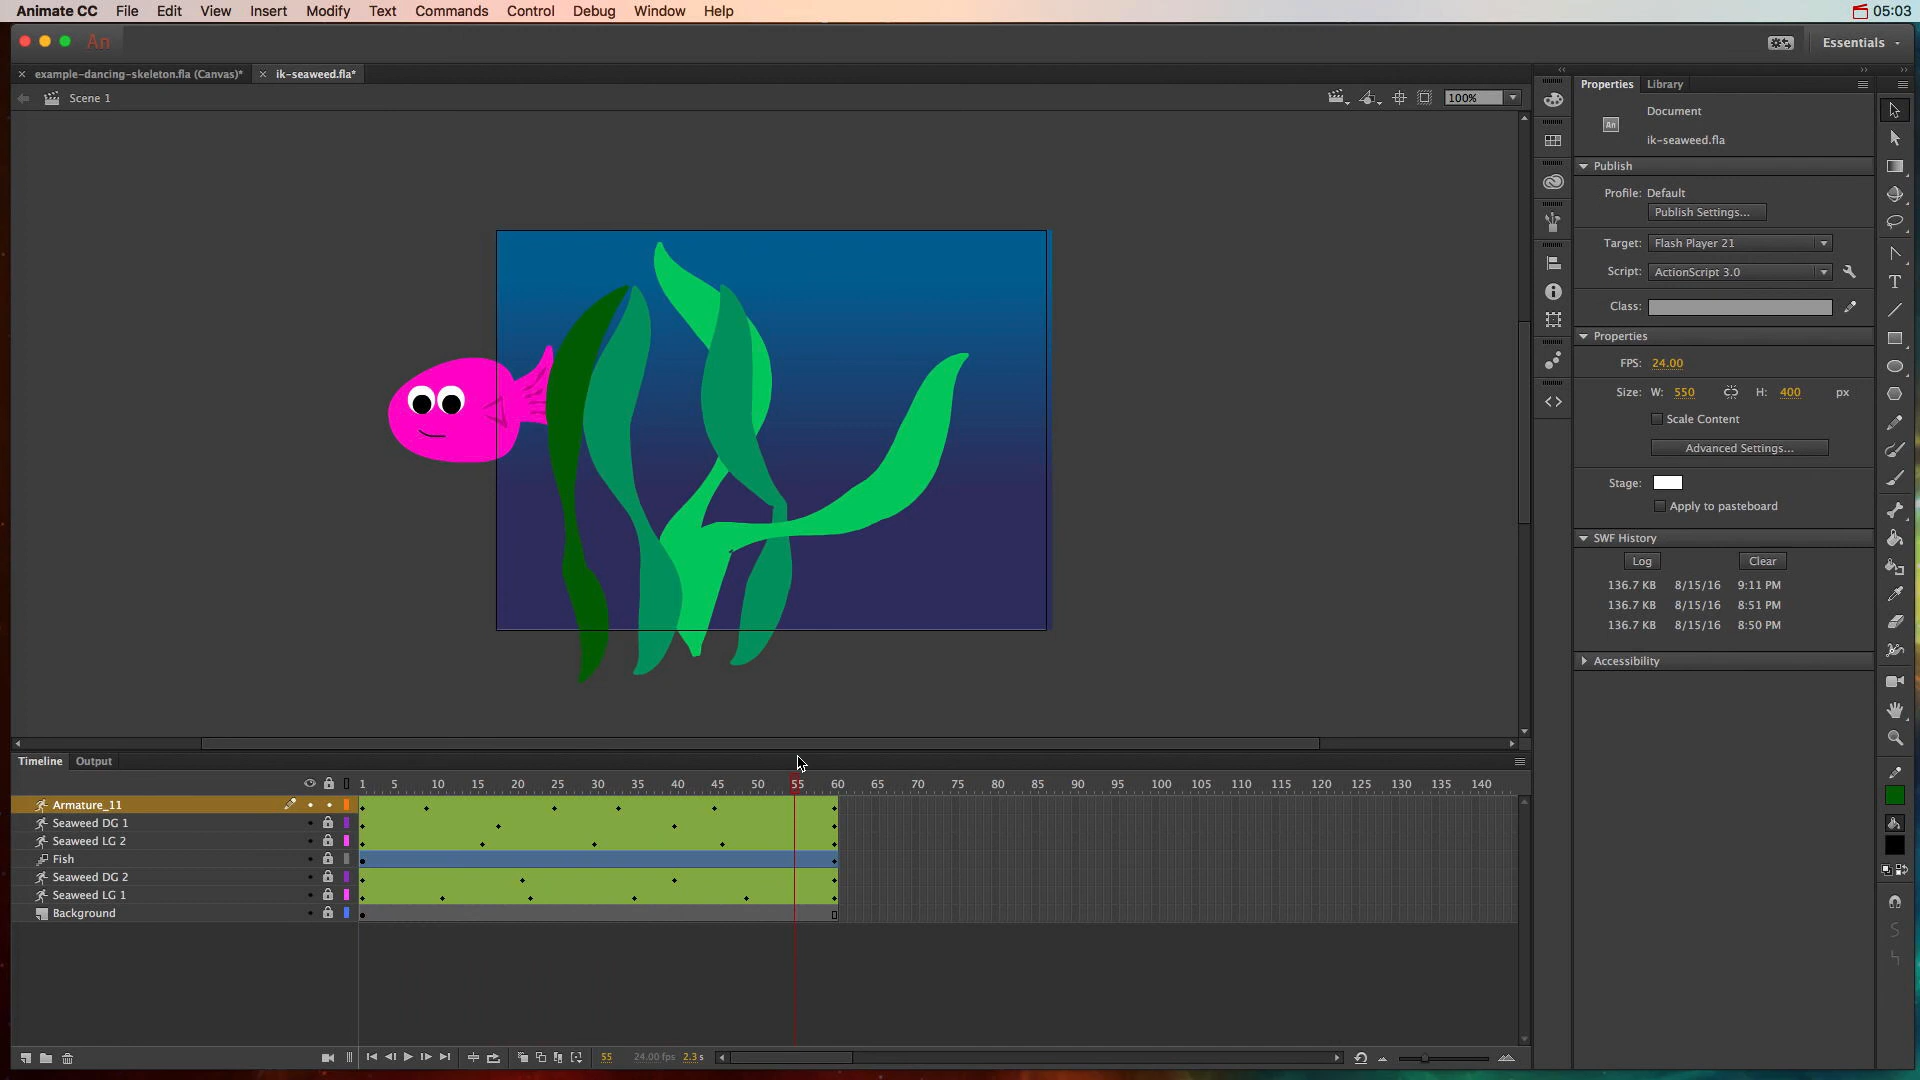 Animate CC File Edit View Insert Modify Text Commands Control Debug Window Help 05:03
An Essentials
example-dancing-skeleton.fla (Canvas)* ik-seaweed.fla*
Scene 1 100%
Properties Library
Document
An ik-seaweed.fla
Publish
Profile: Default
Publish Settings...
Target: Flash Player 21
Script: ActionScript 3.0
Class:
Properties
FPS: 24.00
Size: W: 550 H: 400 px
Scale Content
Advanced Settings...
Stage:
Apply to pasteboard
SWF History
Log Clear
136.7 KB 8/15/16 9:11 PM
136.7 KB 8/15/16 8:51 PM
136.7 KB 8/15/16 8:50 PM
Accessibility
Timeline Output
1 5 10 15 20 25 30 35 40 45 50 55 60 65 70 75 80 85 90 95 100 105 110 115 120 125 130 135 140
Armature_11
Seaweed DG 1
Seaweed LG 2
Fish
Seaweed DG 2
Seaweed LG 1
Background
55 24.00 fps 2.3 s